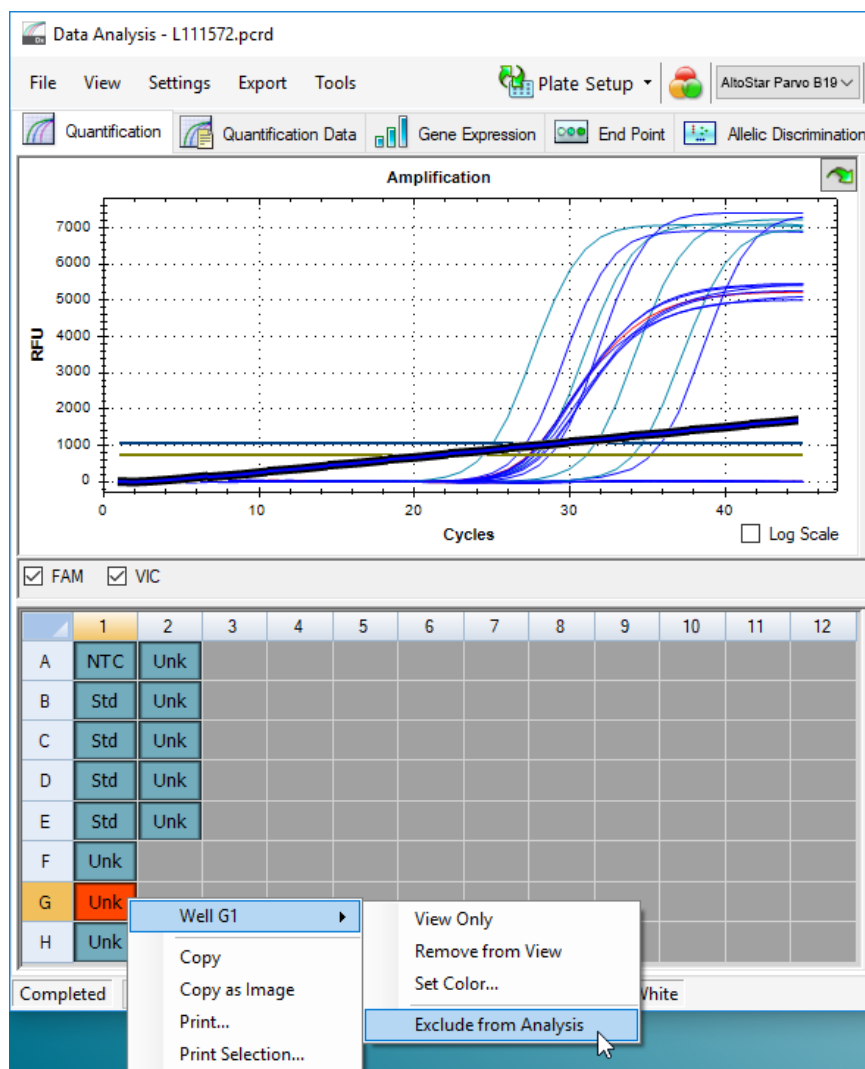 Data Analysis - L111572.pcrd
File View Settings Export Tools Plate Setup AltoStar Parvo B19
Quantification Quantification Data Gene Expression End Point Allelic Discrimination
Amplification
RFU
7000
6000
5000
4000
3000
2000
1000
0
0 10 20 30 40
Cycles
Log Scale
FAM VIC
1 2 3 4 5 6 7 8 9 10 11 12
A NTC Unk
B Std Unk
C Std Unk
D Std Unk
E Std Unk
F Unk
G Unk
H Unk
Well G1
Copy
Copy as Image
Print...
Print Selection...
View Only
Remove from View
Set Color...
Exclude from Analysis
Completed